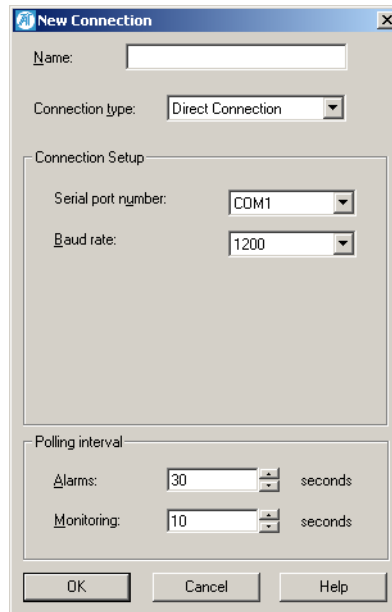 New Connection
Name:
Connection type: Direct Connection
Connection Setup
Serial port number: COM1
Baud rate: 1200
Polling interval
Alarms: 30 seconds
Monitoring: 10 seconds
OK Cancel Help